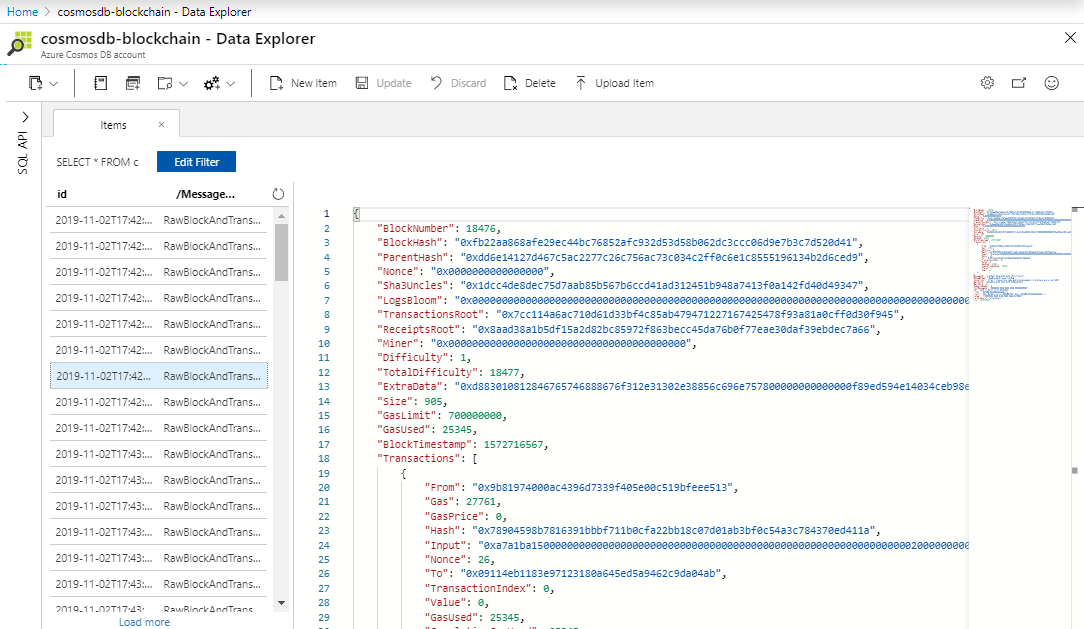 Home > cosmosdb-blockchain - Data Explorer
cosmosdb-blockchain - Data Explorer
Azure Cosmos DB account
New Item Update Discard Delete Upload Item
SQL API
Items
SELECT * FROM c Edit Filter
id /Message...
2019-11-02T17:42:... RawBlockAndTrans...
2019-11-02T17:42:... RawBlockAndTrans...
2019-11-02T17:42:... RawBlockAndTrans...
2019-11-02T17:42:... RawBlockAndTrans...
2019-11-02T17:42:... RawBlockAndTrans...
2019-11-02T17:42:... RawBlockAndTrans...
2019-11-02T17:42... RawBlockAndTrans...
2019-11-02T17:42:... RawBlockAndTrans...
2019-11-02T17:42:... RawBlockAndTrans...
2019-11-02T17:43:... RawBlockAndTrans...
2019-11-02T17:43:... RawBlockAndTrans...
2019-11-02T17:43:... RawBlockAndTrans...
2019-11-02T17:43:... RawBlockAndTrans...
2019-11-02T17:43:... RawBlockAndTrans...
2019-11-02T17:43:... RawBlockAndTrans...
2019-11-02T17:43: RawBlockAndTrans
Load more
1 {
2 "BlockNumber": 18476,
3 "BlockHash": "0xfb22aa868afe29ec44bc76852afc932d53d58b062dc3ccc06d9e7b3c7d520d41",
4 "ParentHash": "0xdd6e14127d467c5ac2277c26c756ac73c034c2ff0c6e1c8555196134b2d6ced9",
5 "Nonce": "0x0000000000000000",
6 "Sha3Uncles": "0x1dcc4de8dec75d7aab85b567b6ccd41ad312451b948a7413f0a142fd40d49347",
7 "LogsBloom": "0x0000000000000000000000000000000000000000000000000000000000000000000000000000000000
8 "TransactionsRoot": "0x7cc114a6ac710d61d33bf4c85ab479471227167425478f93a81a0cff0d30f945",
9 "ReceiptsRoot": "0x8aad38a1b5df15a2d82bc85972f863becc45da76b0f77eae30daf39ebdec7a66",
10 "Miner": "0x0000000000000000000000000000000000000000",
11 "Difficulty": 1,
12 "TotalDifficulty": 18477,
13 "ExtraData": "0xd88301081284676574688676f312e31302e38856c696e757800000000000000f89ed594e14034ceb98e
14 "Size": 905,
15 "GasLimit": 700000000,
16 "GasUsed": 25345,
17 "BlockTimestamp": 1572716567,
18 "Transactions": [
19 {
20 "From": "0x9b81974000ac4396d7339f405e00c519bfeee513",
21 "Gas": 27761,
22 "GasPrice": 0,
23 "Hash": "0x78904598b7816391bbbf711b0cfa22bb18c07d01ab3bf0c54a3c784370ed411a",
24 "Input": "0xa7a1ba150000000000000000000000000000000000000000000000000000000000000002000000000
25 "Nonce": 26,
26 "To": "0x09114eb1183e97123180a645ed5a9462c9da04ab",
27 "TransactionIndex": 0,
28 "Value": 0,
29 "GasUsed": 25345,